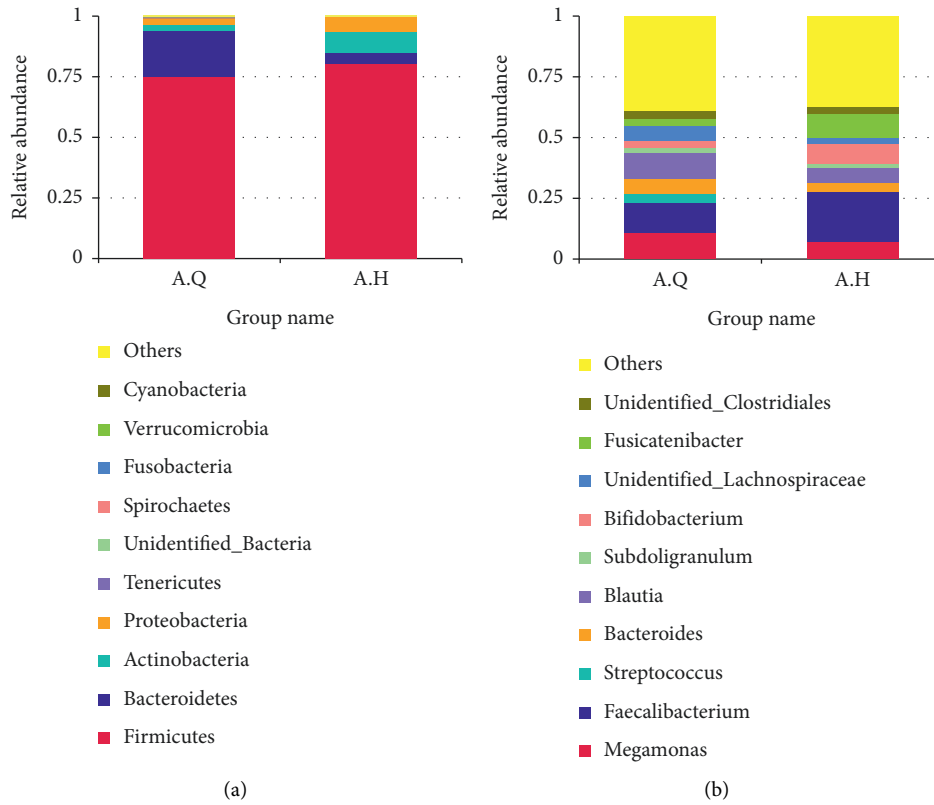 1
0.75
0.5
0.25
0
Relative abundance
A.Q
A.H
Group name
Others
Cyanobacteria
Verrucomicrobia
Fusobacteria
Spirochaetes
Unidentified_Bacteria
Tenericutes
Proteobacteria
Actinobacteria
Bacteroidetes
Firmicutes
(a)
1
0.75
0.5
0.25
0
Relative abundance
A.Q
A.H
Group name
Others
Unidentified_Clostridiales
Fusicatenibacter
Unidentified_Lachnospiraceae
Bifidobacterium
Subdoligranulum
Blautia
Bacteroides
Streptococcus
Faecalibacterium
Megamonas
(b)